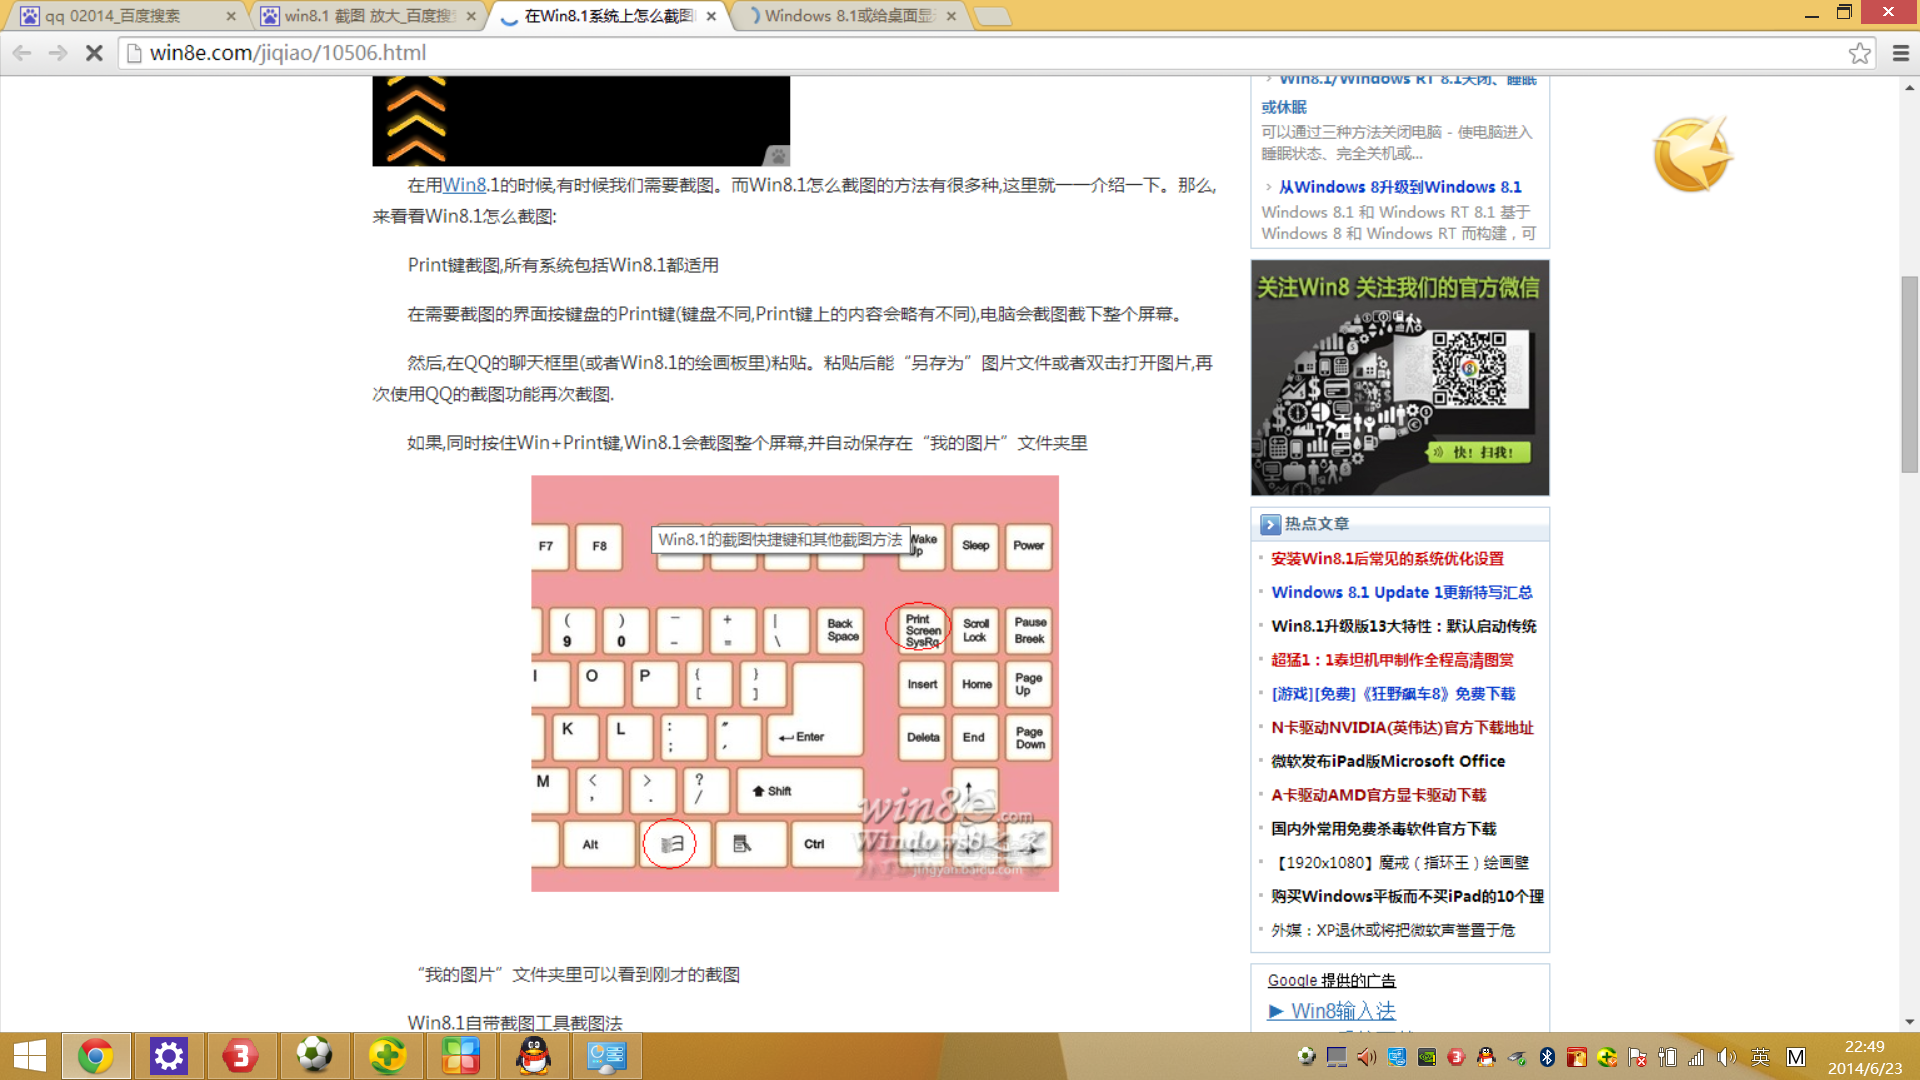 qq 02014_百度搜索
win8.1 截图 放大_百度搜
在Win8.1系统上怎么截图
Windows 8.1或给桌面显
win8e.com/jiqiao/10506.html
在用Win8.1的时候,有时候我们需要截图。而Win8.1怎么截图的方法有很多种,这里就一一介绍一下。那么,
来看看Win8.1怎么截图:
Print键截图,所有系统包括Win8.1都适用
在需要截图的界面按键盘的Print键(键盘不同,Print键上的内容会略有不同),电脑会截图截下整个屏幕。
然后,在QQ的聊天框里(或者Win8.1的绘画板里)粘贴。粘贴后能“另存为”图片文件或者双击打开图片,再
次使用QQ的截图功能再次截图.
如果,同时按住Win+Print键,Win8.1会截图整个屏幕,并自动保存在“我的图片”文件夹里
F7
F8
Win8.1的截图快捷键和其他截图方法
Wake
Up
Sleep
Power
( 9
) 0
— -
+ =
| \
Back
Space
Print
Screen
SysRq
Scroll
Lock
Pause
Breek
I
O
P
{ [
} ]
Insert
Home
Page
Up
K
L
: ;
" ,
Enter
Deleta
End
Page
Down
M
< ,
> .
? /
Shift
Alt
Ctrl
win8e.com
Windows8之家
jingyan.baidu.com
“我的图片”文件夹里可以看到刚才的截图
Win8.1自带截图工具截图法
Win8.1/Windows RT 8.1关闭、睡眠
或休眠
可以通过三种方法关闭电脑 - 使电脑进入
睡眠状态、完全关机或...
从Windows 8升级到Windows 8.1
Windows 8.1 和 Windows RT 8.1 基于
Windows 8 和 Windows RT 而构建，可
关注Win8 关注我们的官方微信
快！扫我！
热点文章
安装Win8.1后常见的系统优化设置
Windows 8.1 Update 1更新特写汇总
Win8.1升级版13大特性：默认启动传统
超猛1：1泰坦机甲制作全程高清图赏
[游戏][免费]《狂野飙车8》免费下载
N卡驱动NVIDIA(英伟达)官方下载地址
微软发布iPad版Microsoft Office
A卡驱动AMD官方显卡驱动下载
国内外常用免费杀毒软件官方下载
【1920x1080】魔戒（指环王）绘画壁
购买Windows平板而不买iPad的10个理
外媒：XP退休或将把微软声誉置于危
Google 提供的广告
► Win8输入法
英
M
22:49
2014/6/23